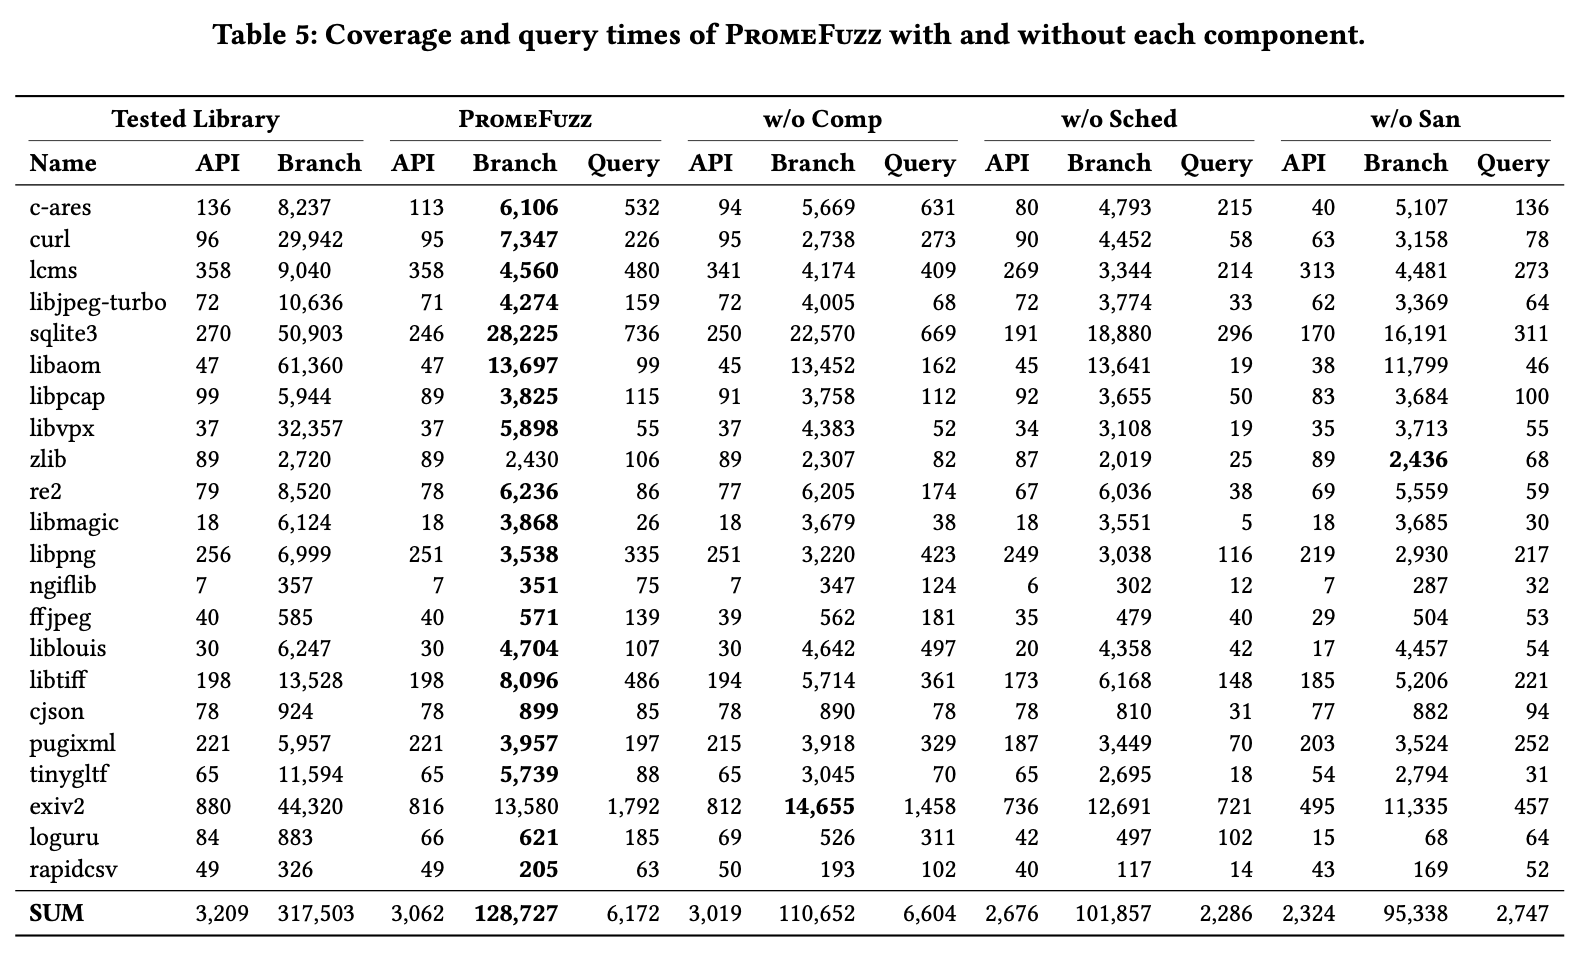 Table 5: Coverage and query times of PromeFuzz with and without each component.
Tested Library PromeFuzz w/o Comp w/o Sched w/o San
Name API Branch API Branch Query API Branch Query API Branch Query API Branch Query
c-ares 136 8,237 113 6,106 532 94 5,669 631 80 4,793 215 40 5,107 136
curl 96 29,942 95 7,347 226 95 2,738 273 90 4,452 58 63 3,158 78
lcms 358 9,040 358 4,560 480 341 4,174 409 269 3,344 214 313 4,481 273
libjpeg-turbo 72 10,636 71 4,274 159 72 4,005 68 72 3,774 33 62 3,369 64
sqlite3 270 50,903 246 28,225 736 250 22,570 669 191 18,880 296 170 16,191 311
libaom 47 61,360 47 13,697 99 45 13,452 162 45 13,641 19 38 11,799 46
libpcap 99 5,944 89 3,825 115 91 3,758 112 92 3,655 50 83 3,684 100
libvpx 37 32,357 37 5,898 55 37 4,383 52 34 3,108 19 35 3,713 55
zlib 89 2,720 89 2,430 106 89 2,307 82 87 2,019 25 89 2,436 68
re2 79 8,520 78 6,236 86 77 6,205 174 67 6,036 38 69 5,559 59
libmagic 18 6,124 18 3,868 26 18 3,679 38 18 3,551 5 18 3,685 30
libpng 256 6,999 251 3,538 335 251 3,220 423 249 3,038 116 219 2,930 217
ngiflib 7 357 7 351 75 7 347 124 6 302 12 7 287 32
ffjpeg 40 585 40 571 139 39 562 181 35 479 40 29 504 53
liblouis 30 6,247 30 4,704 107 30 4,642 497 20 4,358 42 17 4,457 54
libtiff 198 13,528 198 8,096 486 194 5,714 361 173 6,168 148 185 5,206 221
cjson 78 924 78 899 85 78 890 78 78 810 31 77 882 94
pugixml 221 5,957 221 3,957 197 215 3,918 329 187 3,449 70 203 3,524 252
tinygltf 65 11,594 65 5,739 88 65 3,045 70 65 2,695 18 54 2,794 31
exiv2 880 44,320 816 13,580 1,792 812 14,655 1,458 736 12,691 721 495 11,335 457
loguru 84 883 66 621 185 69 526 311 42 497 102 15 68 64
rapidcsv 49 326 49 205 63 50 193 102 40 117 14 43 169 52
SUM 3,209 317,503 3,062 128,727 6,172 3,019 110,652 6,604 2,676 101,857 2,286 2,324 95,338 2,747